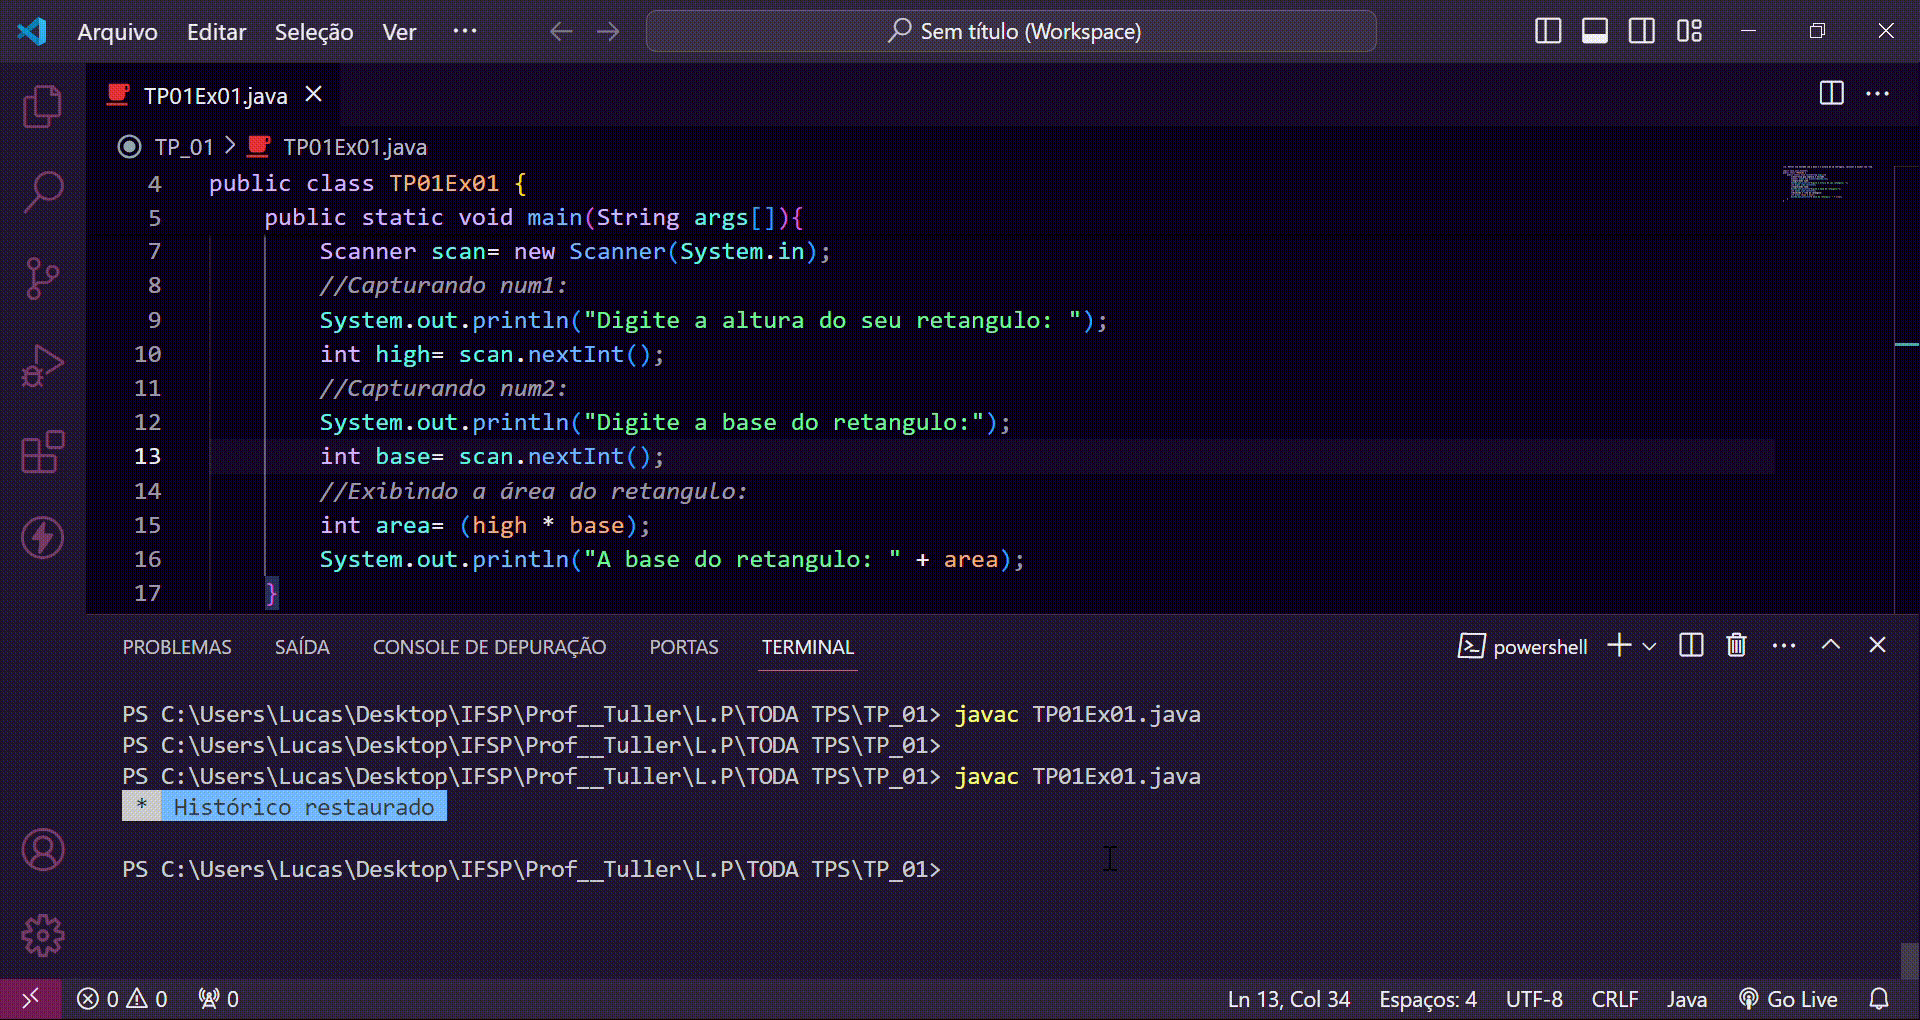 Arquivo Editar Seleção Ver ··· Sem título (Workspace)
TP01Ex01.java
TP_01 > TP01Ex01.java
4 public class TP01Ex01 {
5 public static void main(String args[]){
7 Scanner scan= new Scanner(System.in);
8 //Capturando num1:
9 System.out.println("Digite a altura do seu retangulo: ");
10 int high= scan.nextInt();
11 //Capturando num2:
12 System.out.println("Digite a base do retangulo:");
13 int base= scan.nextInt();
14 //Exibindo a área do retangulo:
15 int area= (high * base);
16 System.out.println("A base do retangulo: " + area);
17 }
PROBLEMAS SAÍDA CONSOLE DE DEPURAÇÃO PORTAS TERMINAL powershell
PS C:\Users\Lucas\Desktop\IFSP\Prof__Tuller\L.P\TODA TPS\TP_01> javac TP01Ex01.java
PS C:\Users\Lucas\Desktop\IFSP\Prof__Tuller\L.P\TODA TPS\TP_01>
PS C:\Users\Lucas\Desktop\IFSP\Prof__Tuller\L.P\TODA TPS\TP_01> javac TP01Ex01.java
* Histórico restaurado
PS C:\Users\Lucas\Desktop\IFSP\Prof__Tuller\L.P\TODA TPS\TP_01>
0 0 0 Ln 13, Col 34 Espaços: 4 UTF-8 CRLF Java Go Live